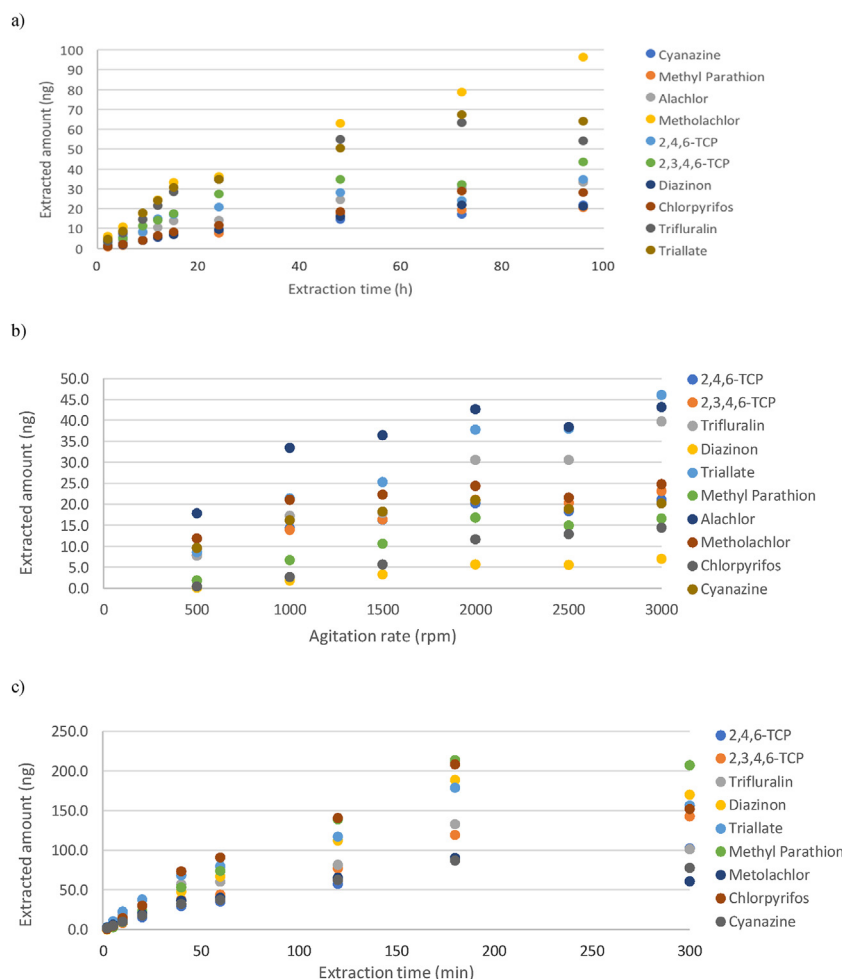 a)
100
90
80
70
60
50
40
30
20
10
0
0
20
40
60
80
100
Extracted amount (ng)
Extraction time (h)
Cyanazine
Methyl Parathion
Alachlor
Metholachlor
2,4,6-TCP
2,3,4,6-TCP
Diazinon
Chlorpyrifos
Trifluralin
Triallate
b)
50.0
45.0
40.0
35.0
30.0
25.0
20.0
15.0
10.0
5.0
0.0
500
1000
1500
2000
2500
3000
Extracted amount (ng)
Agitation rate (rpm)
2,4,6-TCP
2,3,4,6-TCP
Trifluralin
Diazinon
Triallate
Methyl Parathion
Alachlor
Metholachlor
Chlorpyrifos
Cyanazine
c)
250.0
200.0
150.0
100.0
50.0
0.0
0
50
100
150
200
250
300
Extracted amount (ng)
Extraction time (min)
2,4,6-TCP
2,3,4,6-TCP
Trifluralin
Diazinon
Triallate
Methyl Parathion
Metolachlor
Chlorpyrifos
Cyanazine